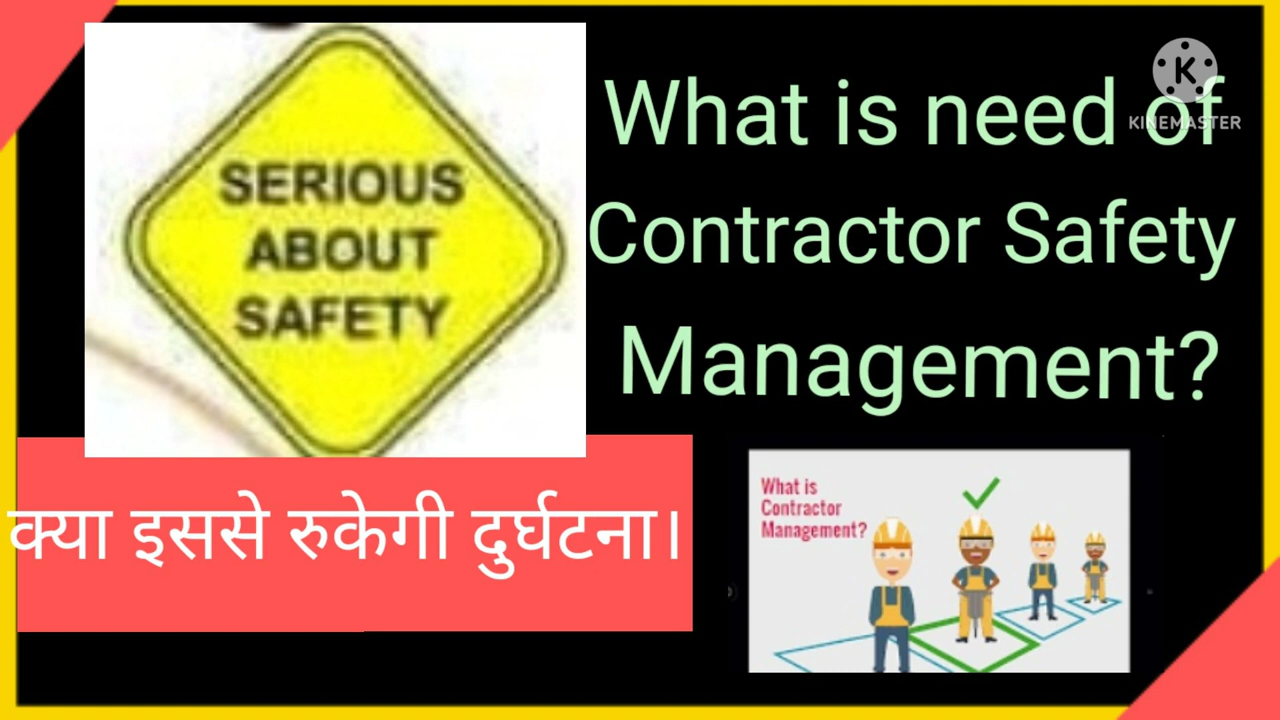 SERIOUS
ABOUT
SAFETY
What is need of
Contractor Safety
Management?
KINEMASTER
क्या इससे रुकेगी दुर्घटना।
What is
Contractor
Management?